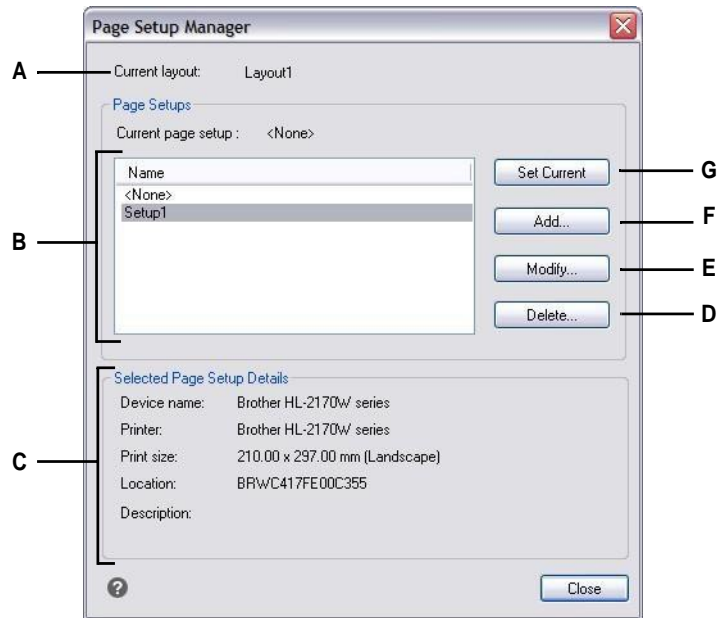 Page Setup Manager
A
Current layout: Layout1
Page Setups
Current page setup : <None>
B
Name
<None>
Setup1
Set Current
G
Add...
F
Modify...
E
Delete...
D
C
Selected Page Setup Details
Device name: Brother HL-2170W series
Printer: Brother HL-2170W series
Print size: 210.00 x 297.00 mm (Landscape)
Location: BRWC417FE00C355
Description:
?
Close